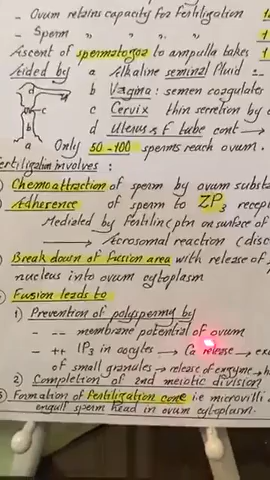 - Ovum retains capacity for fertilization
- Sperm " " "
Ascent of spermatozoa to ampulla takes
Aided by a Alkaline seminal fluid :_
b Vagina : semen coagulates
c Cervix thin secretion by
d Uterus & F tube cont →
d
c
b
a
Only 50-100 sperms reach ovum.
Fertilization involves :
Chemoattraction of sperm by ovum subst
Adherence of sperm to ZP3 recep
Mediated by fertilin (ptn on surface of
→ Acrosomal reaction (disc
Break down of fusion area with release of
nucleus into ovum cytoplasm
Fusion leads to
1) Prevention of polyspermy by
- -- membrane potential of ovum
- ++ IP3 in oocytes → Ca release → ex
of small granules → release of enzyme → h
2) Completion of 2nd meiotic division
Formation of fertilization cone i.e microvilli
engulf sperm head in ovum cytoplasm.